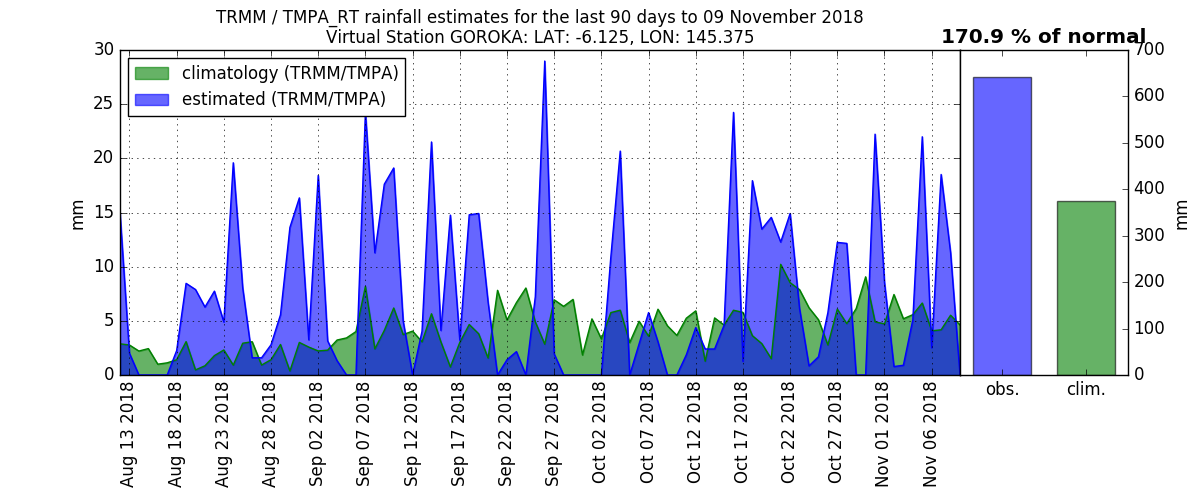 TRMM / TMPA_RT rainfall estimates for the last 90 days to 09 November 2018
Virtual Station GOROKA: LAT: -6.125, LON: 145.375
170.9 % of normal
climatology (TRMM/TMPA)
estimated (TRMM/TMPA)
30
25
20
15
10
5
0
mm
700
600
500
400
300
200
100
0
mm
obs.
clim.
Aug 13 2018
Aug 18 2018
Aug 23 2018
Aug 28 2018
Sep 02 2018
Sep 07 2018
Sep 12 2018
Sep 17 2018
Sep 22 2018
Sep 27 2018
Oct 02 2018
Oct 07 2018
Oct 12 2018
Oct 17 2018
Oct 22 2018
Oct 27 2018
Nov 01 2018
Nov 06 2018